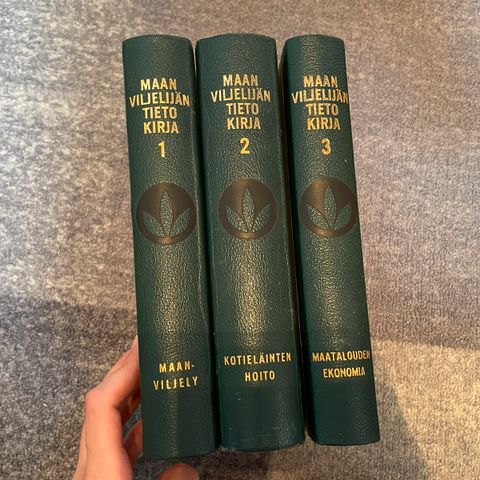 MAAN
VILJELIJÄN
TIETO
KIRJA
1
MAAN-
VILJELY
MAAN
VILJELIJÄN
TIETO
KIRJA
2
KOTIELÄINTEN
HOITO
MAAN
VILJELIJÄN
TIETO
KIRJA
3
MAATALOUDEN
EKONOMIA